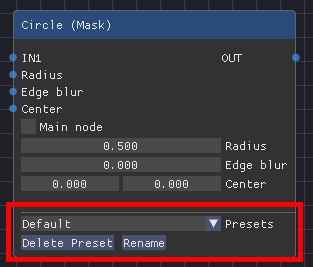 Circle (Mask)
IN1 OUT
Radius
Edge blur
Center
Main node
0.500 Radius
0.000 Edge blur
0.000 0.000 Center
Default Presets
Delete Preset Rename